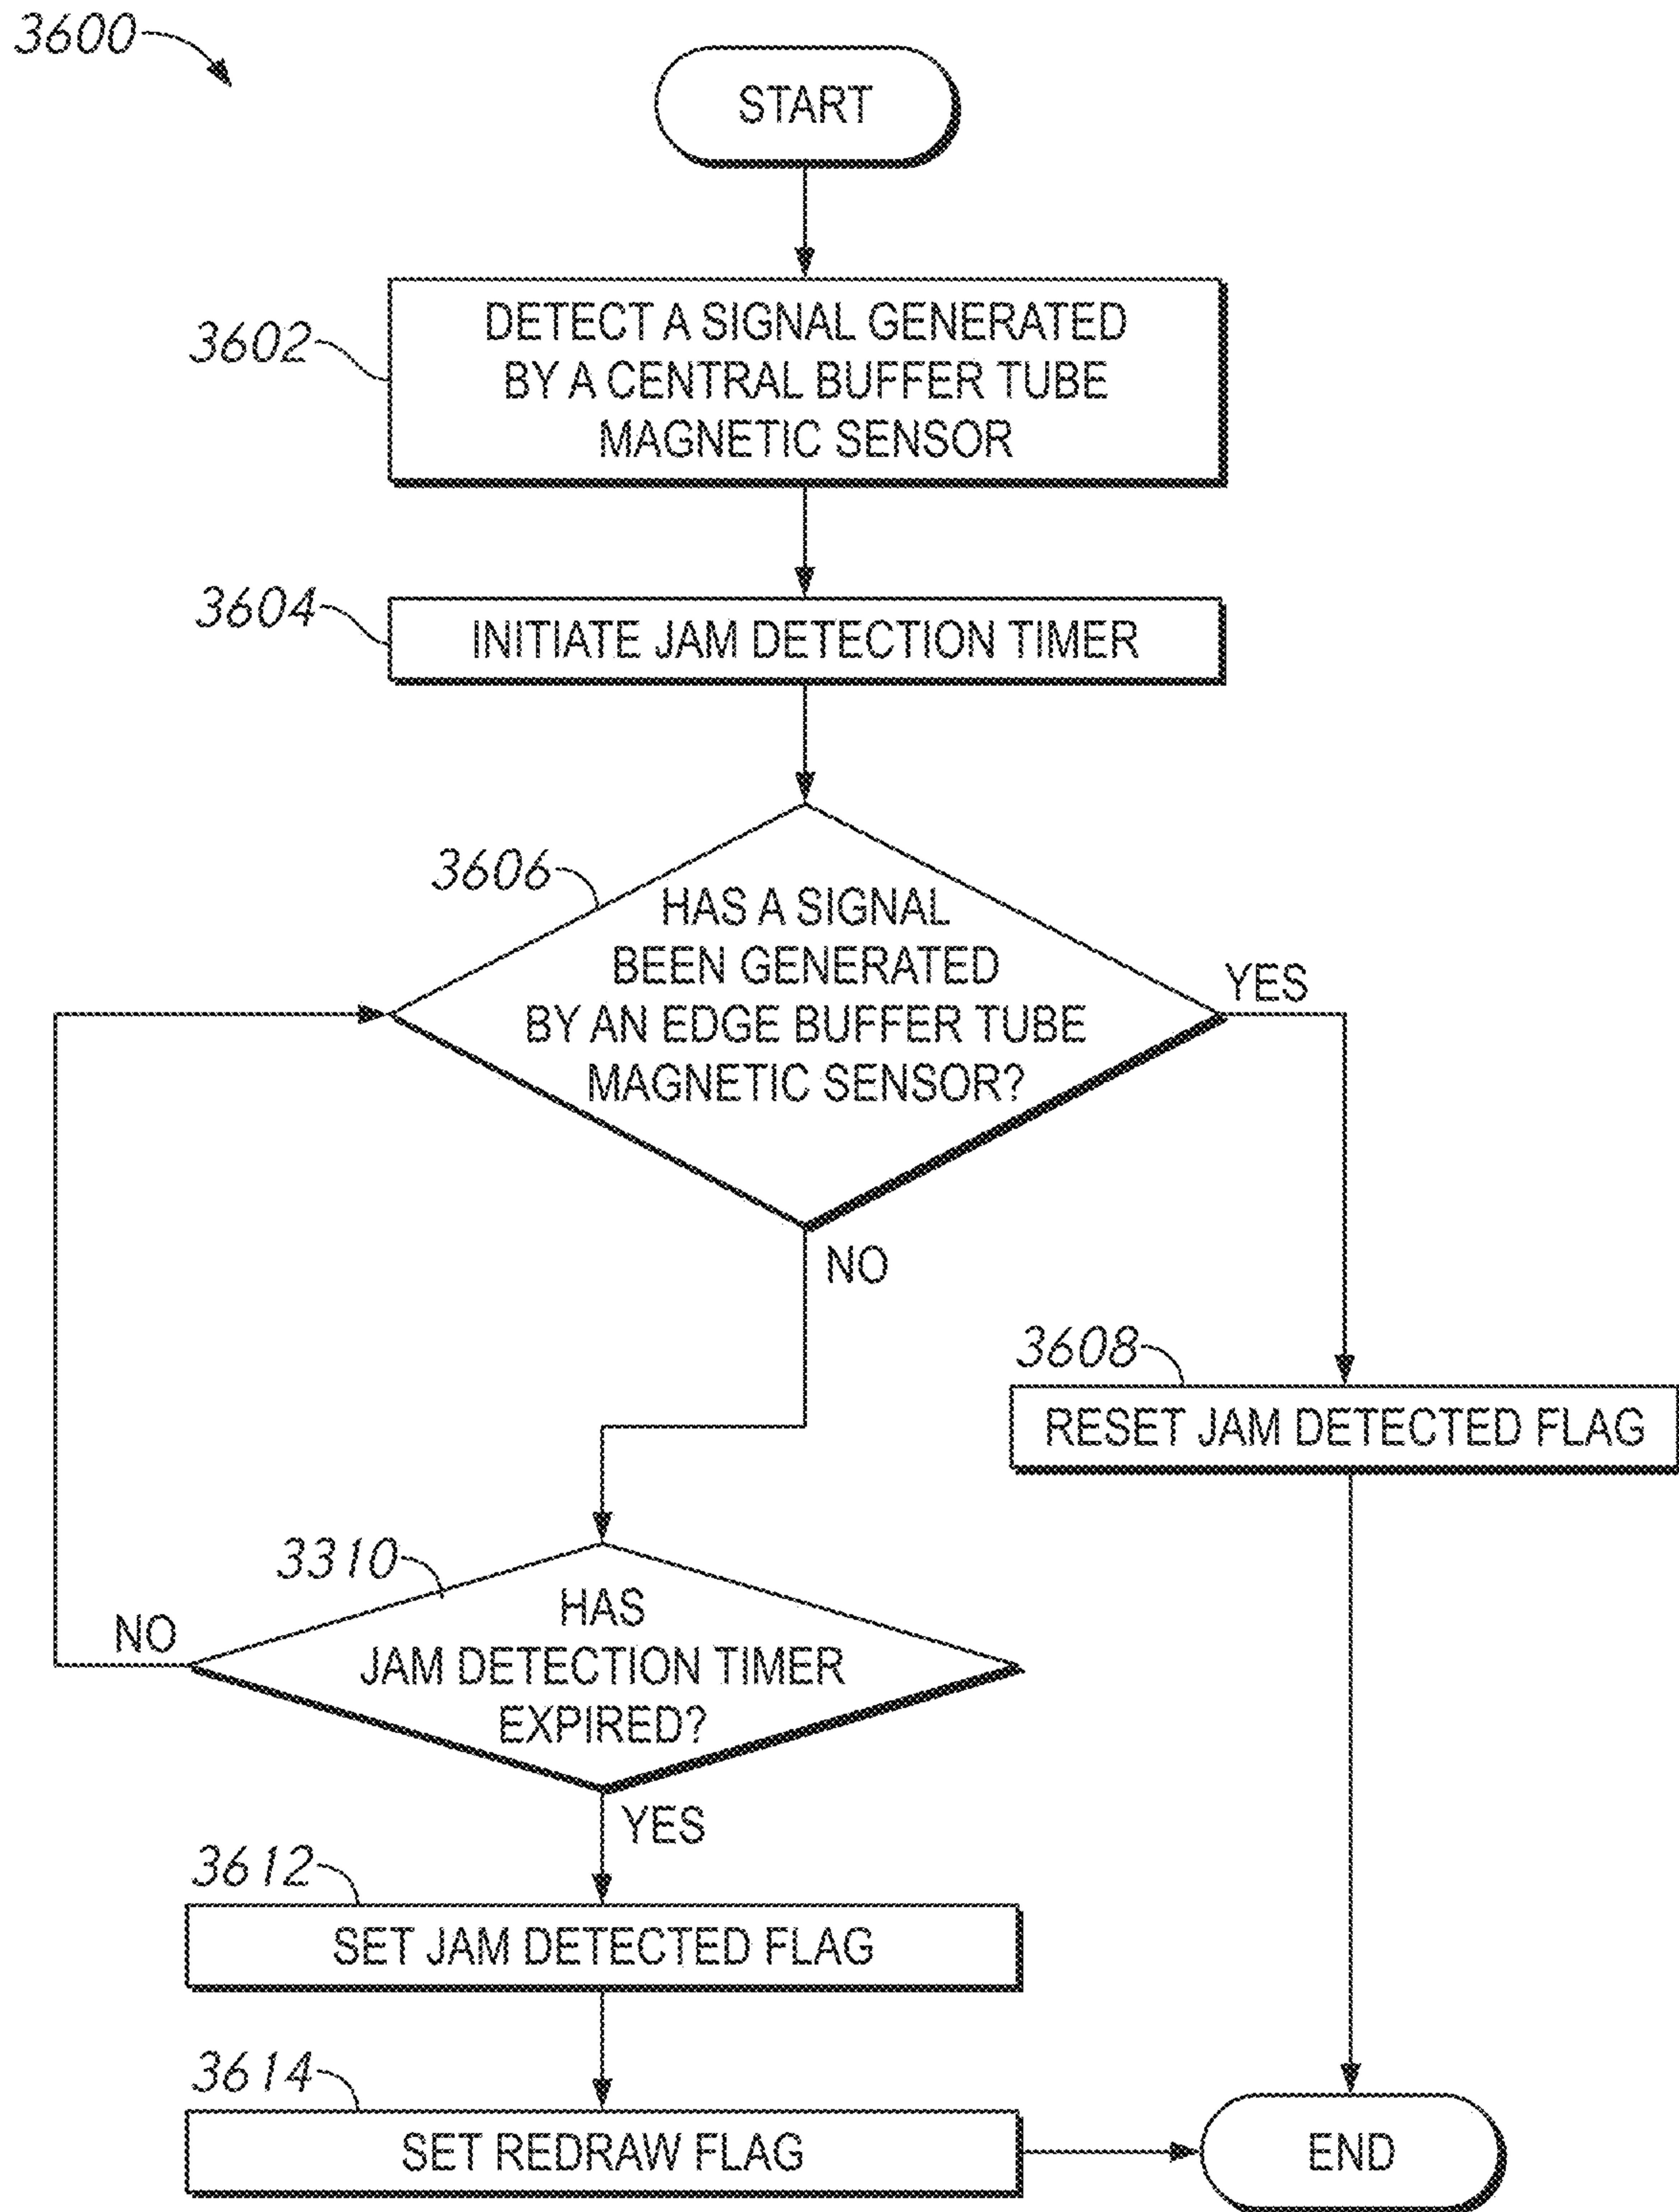 3600
START
3602
DETECT A SIGNAL GENERATED
BY A CENTRAL BUFFER TUBE
MAGNETIC SENSOR
3604
INITIATE JAM DETECTION TIMER
3606
HAS A SIGNAL
BEEN GENERATED
BY AN EDGE BUFFER TUBE
MAGNETIC SENSOR?
YES
NO
3608
RESET JAM DETECTED FLAG
3310
HAS
JAM DETECTION TIMER
EXPIRED?
NO
YES
3612
SET JAM DETECTED FLAG
3614
SET REDRAW FLAG
END